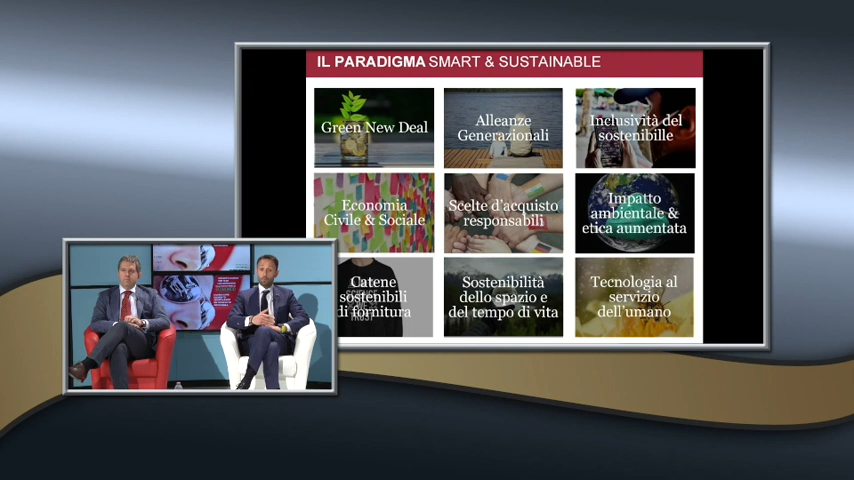 IL PARADIGMA SMART & SUSTAINABLE
Green New Deal
Alleanze
Generazionali
Inclusività del
sostenibille
Economia
Civile & Sociale
Scelte d'acquisto
responsabili
Impatto
ambientale &
etica aumentata
Catene
sostenibili
di fornitura
Sostenibilità
dello spazio e
del tempo di vita
Tecnologia al
servizio
dell'umano